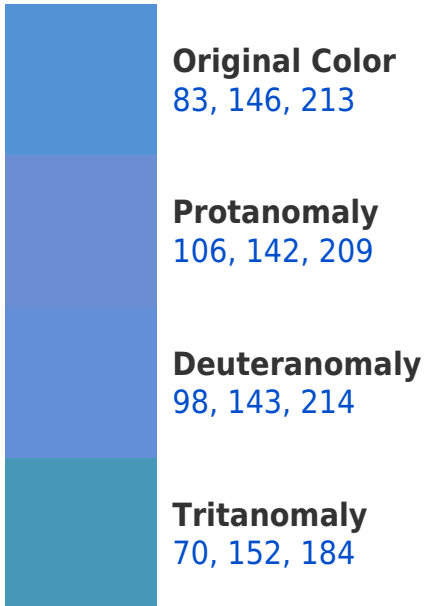 Original Color
83, 146, 213
Protanomaly
106, 142, 209
Deuteranomaly
98, 143, 214
Tritanomaly
70, 152, 184